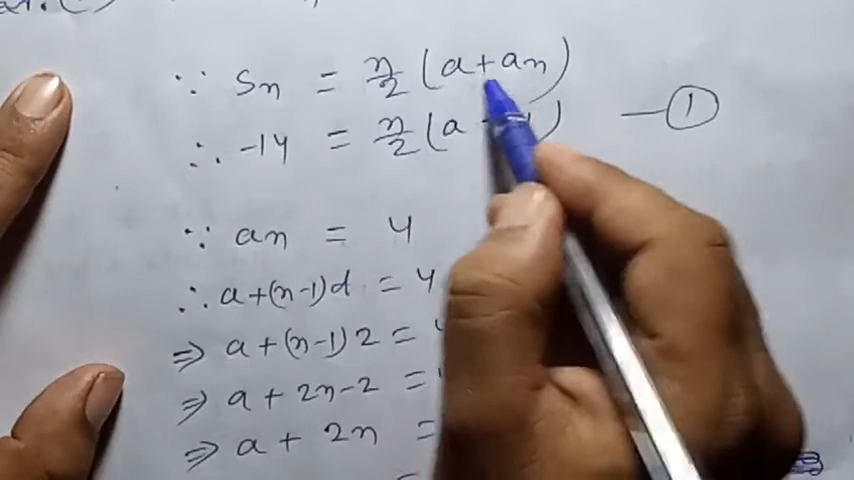 ∵ Sn = n/2 (a + an)
∴ -14 = n/2 (a ) — ①
∵ an = 4
∴ a+(n-1)d = 4
⇒ a + (n-1) 2 =
⇒ a + 2n-2 =
⇒ a + 2n =
=